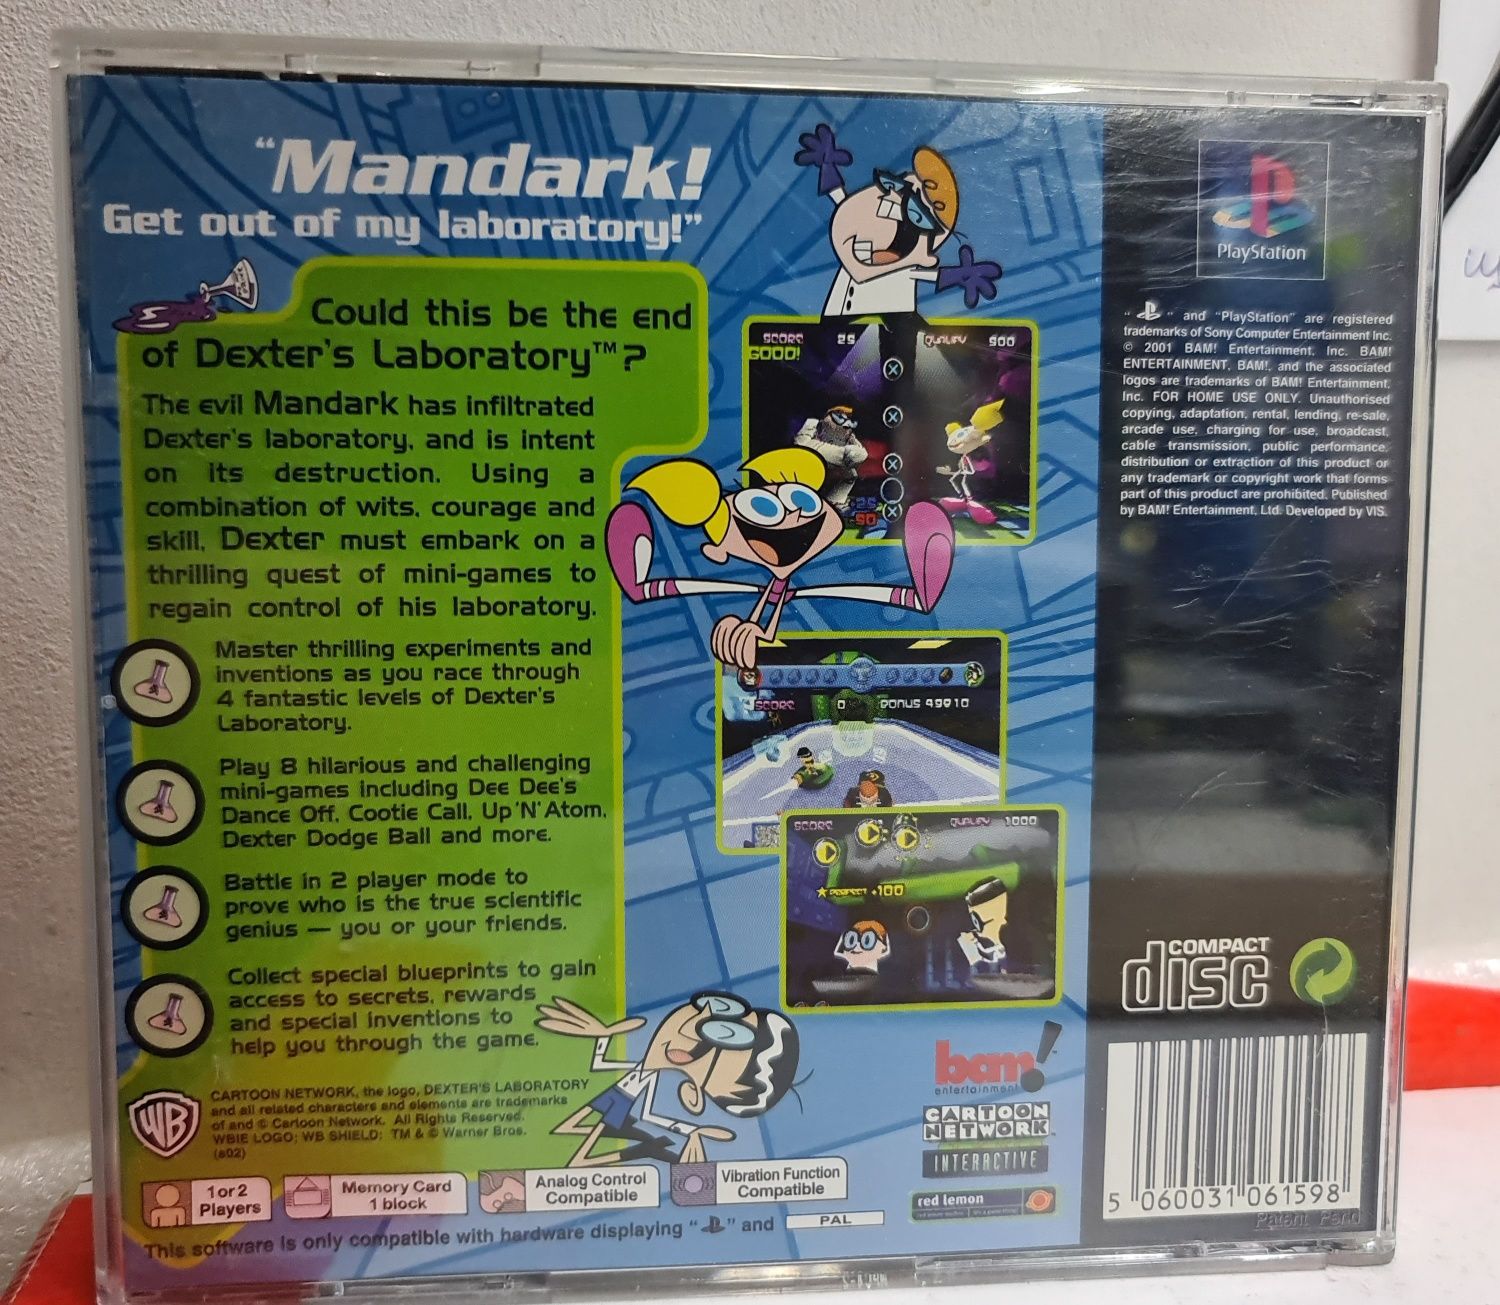 "Mandark!
Get out of my laboratory!"
Could this be the end
of Dexter's Laboratory™?
The evil Mandark has infiltrated
Dexter's laboratory, and is intent
on its destruction. Using a
combination of wits, courage and
skill, Dexter must embark on a
thrilling quest of mini-games to
regain control of his laboratory.
Master thrilling experiments and
inventions as you race through
4 fantastic levels of Dexter's
Laboratory.
Play 8 hilarious and challenging
mini-games including Dee Dee's
Dance Off, Cootie Call, Up 'N' Atom,
Dexter Dodge Ball and more.
Battle in 2 player mode to
prove who is the true scientific
genius — you or your friends.
Collect special blueprints to gain
access to secrets, rewards
and special inventions to
help you through the game.
WB
CARTOON NETWORK, the logo, DEXTER'S LABORATORY
and all related characters and elements are trademarks
of and © Cartoon Network. All Rights Reserved.
WBIE LOGO; WB SHIELD: TM & © Warner Bros.
(s02)
1 or 2
Players
Memory Card
1 block
Analog Control
Compatible
Vibration Function
Compatible
This software is only compatible with hardware displaying " " and PAL
SCORE 25 QUALIFY 500
GOOD!
SCORE 0 BONUS 49910
SCORE QUALIFY 1000
PERFECT +100
bam!
entertainment
CARTOON
NETWORK
INTERACTIVE
red lemon
PlayStation
" " and "PlayStation" are registered
trademarks of Sony Computer Entertainment Inc.
© 2001 BAM! Entertainment, Inc. BAM!
ENTERTAINMENT, BAM!, and the associated
logos are trademarks of BAM! Entertainment,
Inc. FOR HOME USE ONLY. Unauthorised
copying, adaptation, rental, lending, re-sale,
arcade use, charging for use, broadcast,
cable transmission, public performance,
distribution or extraction of this product or
any trademark or copyright work that forms
part of this product are prohibited. Published
by BAM! Entertainment, Ltd. Developed by VIS.
COMPACT
disc
5 060031 061598
Patent Pend